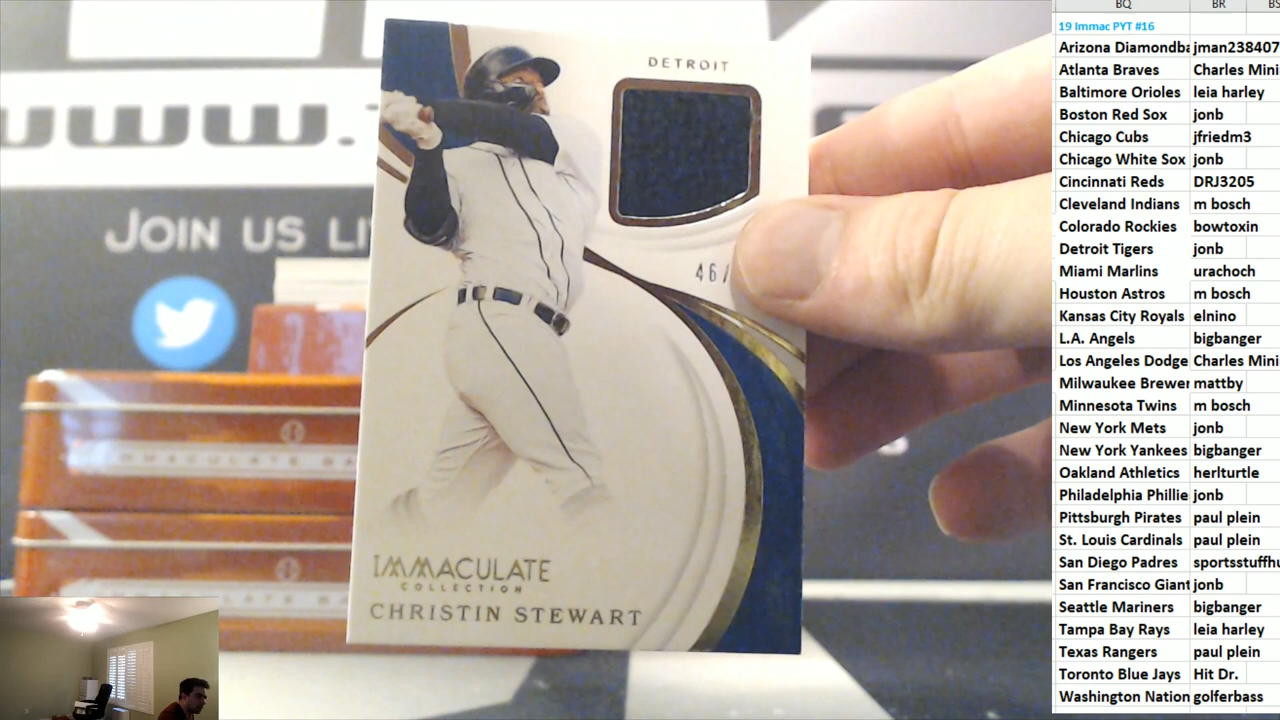 BQ BR BS
19 Immac PYT #16
Arizona Diamondba jman238407
Atlanta Braves Charles Mini
Baltimore Orioles leia harley
Boston Red Sox jonb
Chicago Cubs jfriedm3
Chicago White Sox jonb
Cincinnati Reds DRJ3205
Cleveland Indians m bosch
Colorado Rockies bowtoxin
Detroit Tigers jonb
Miami Marlins urachoch
Houston Astros m bosch
Kansas City Royals elnino
L.A. Angels bigbanger
Los Angeles Dodge Charles Mini
Milwaukee Brewer mattby
Minnesota Twins m bosch
New York Mets jonb
New York Yankees bigbanger
Oakland Athletics herlturtle
Philadelphia Phillie jonb
Pittsburgh Pirates paul plein
St. Louis Cardinals paul plein
San Diego Padres sportsstuffhu
San Francisco Giant jonb
Seattle Mariners bigbanger
Tampa Bay Rays leia harley
Texas Rangers paul plein
Toronto Blue Jays Hit Dr.
Washington Nation golferbass
DETROIT
46/
IMMACULATE
COLLECTION
CHRISTIN STEWART
www.
JOIN US LI
IMMACULATE BA
IMMACULATE BA